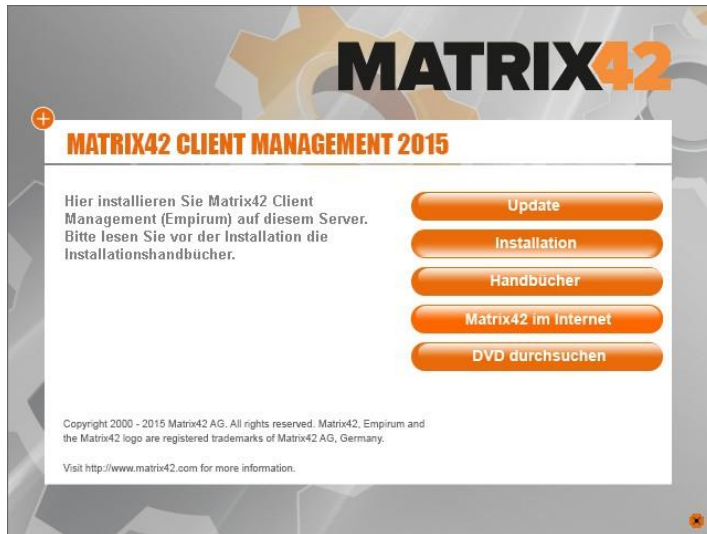 MATRIX42
MATRIX42 CLIENT MANAGEMENT 2015
Hier installieren Sie Matrix42 Client
Management (Empirum) auf diesem Server.
Bitte lesen Sie vor der Installation die
Installationshandbücher.
Update
Installation
Handbücher
Matrix42 im Internet
DVD durchsuchen
Copyright 2000 - 2015 Matrix42 AG. All rights reserved. Matrix42, Empirum and
the Matrix42 logo are registered trademarks of Matrix42 AG, Germany.
Visit http://www.matrix42.com for more information.